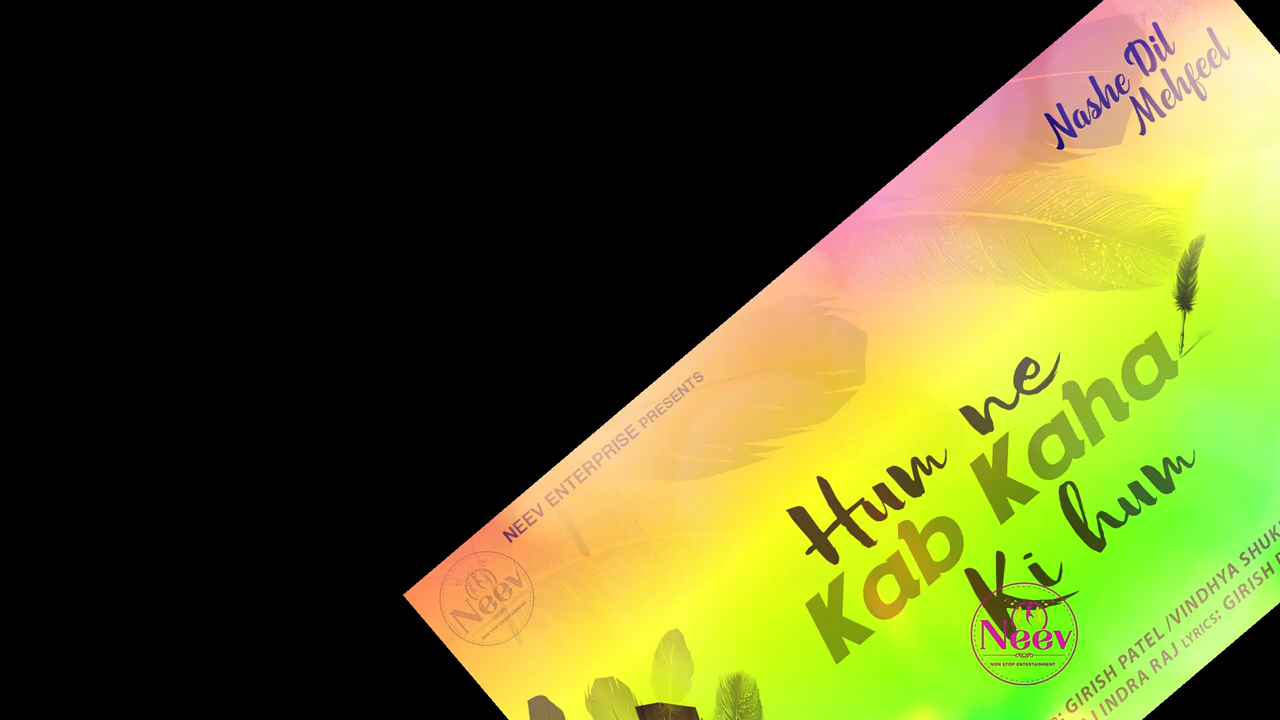 Nashe Dil
Mehfeel
NEEV ENTERPRISE PRESENTS
Neev
Hum ne
Kab Kaha
Ki hum
Neev
NON STOP ENTERTAINMENT
GIRISH PATEL /VINDHYA
INDRA RAJ LYRICS: GIRISH